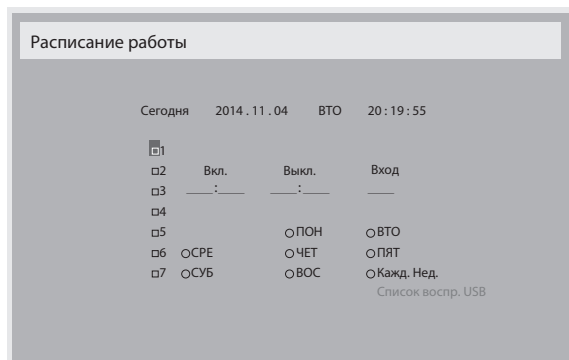 Расписание работы
Сегодня 2014 . 11 . 04 ВТО 20 : 19 : 55
1
2 Вкл. Выкл. Вход
3 ____:____ ____:____ ____
4
5 ПОН ВТО
6 СРЕ ЧЕТ ПЯТ
7 СУБ ВОС Кажд. Нед.
Список воспр. USB